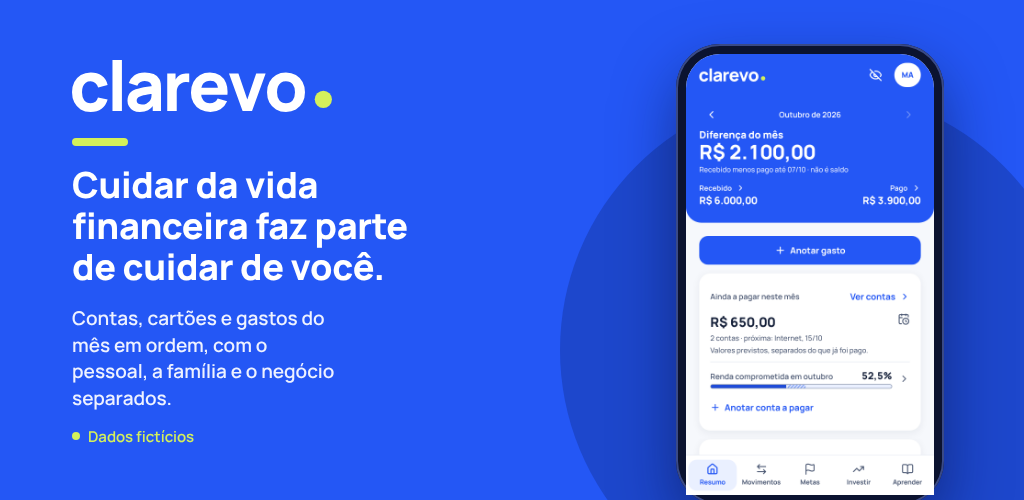 clarevo.
Cuidar da vida
financeira faz parte
de cuidar de você.
Contas, cartões e gastos do
mês em ordem, com o
pessoal, a família e o negócio
separados.
Dados fictícios
clarevo.
MA
Outubro de 2026
Diferença do mês
R$ 2.100,00
Recebido menos pago até 07/10 · não é saldo
Recebido
Pago
R$ 6.000,00
R$ 3.900,00
+ Anotar gasto
Ainda a pagar neste mês
Ver contas
R$ 650,00
2 contas · próxima: Internet, 15/10
Valores previstos, separados do que já foi pago.
Renda comprometida em outubro
52,5%
+ Anotar conta a pagar
Resumo
Movimentos
Metas
Investir
Aprender